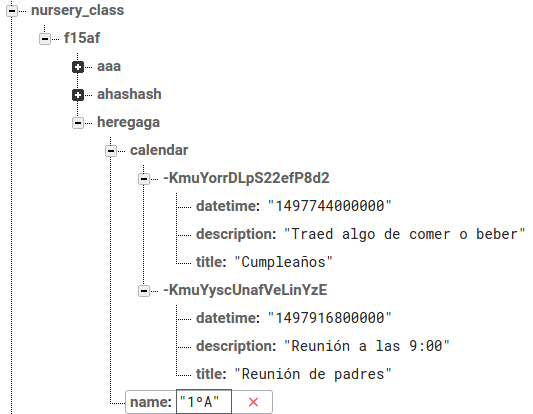 nursery_class
f15af
aaa
ahashash
heregaga
calendar
-KmuYorrDLpS22efP8d2
datetime: "1497744000000"
description: "Traed algo de comer o beber"
title: "Cumpleaños"
-KmuYyscUnafVeLinYzE
datetime: "1497916800000"
description: "Reunión a las 9:00"
title: "Reunión de padres"
name: "1ºA"